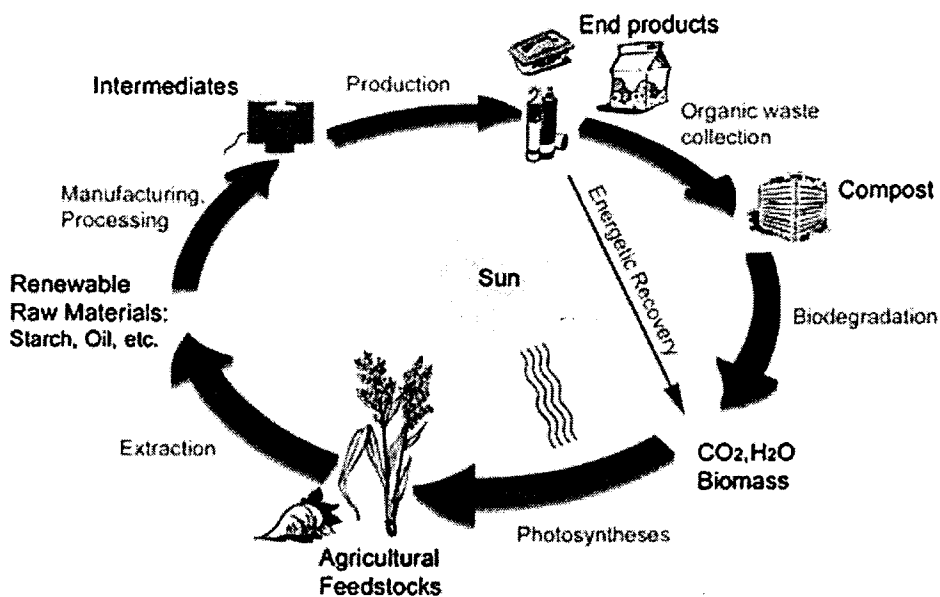 End products
Intermediates
Production
Organic waste
collection
Manufacturing,
Processing
Compost
Energetic Recovery
Sun
Renewable
Raw Materials:
Starch, Oil, etc.
Biodegradation
Extraction
CO2,H2O
Biomass
Photosyntheses
Agricultural
Feedstocks